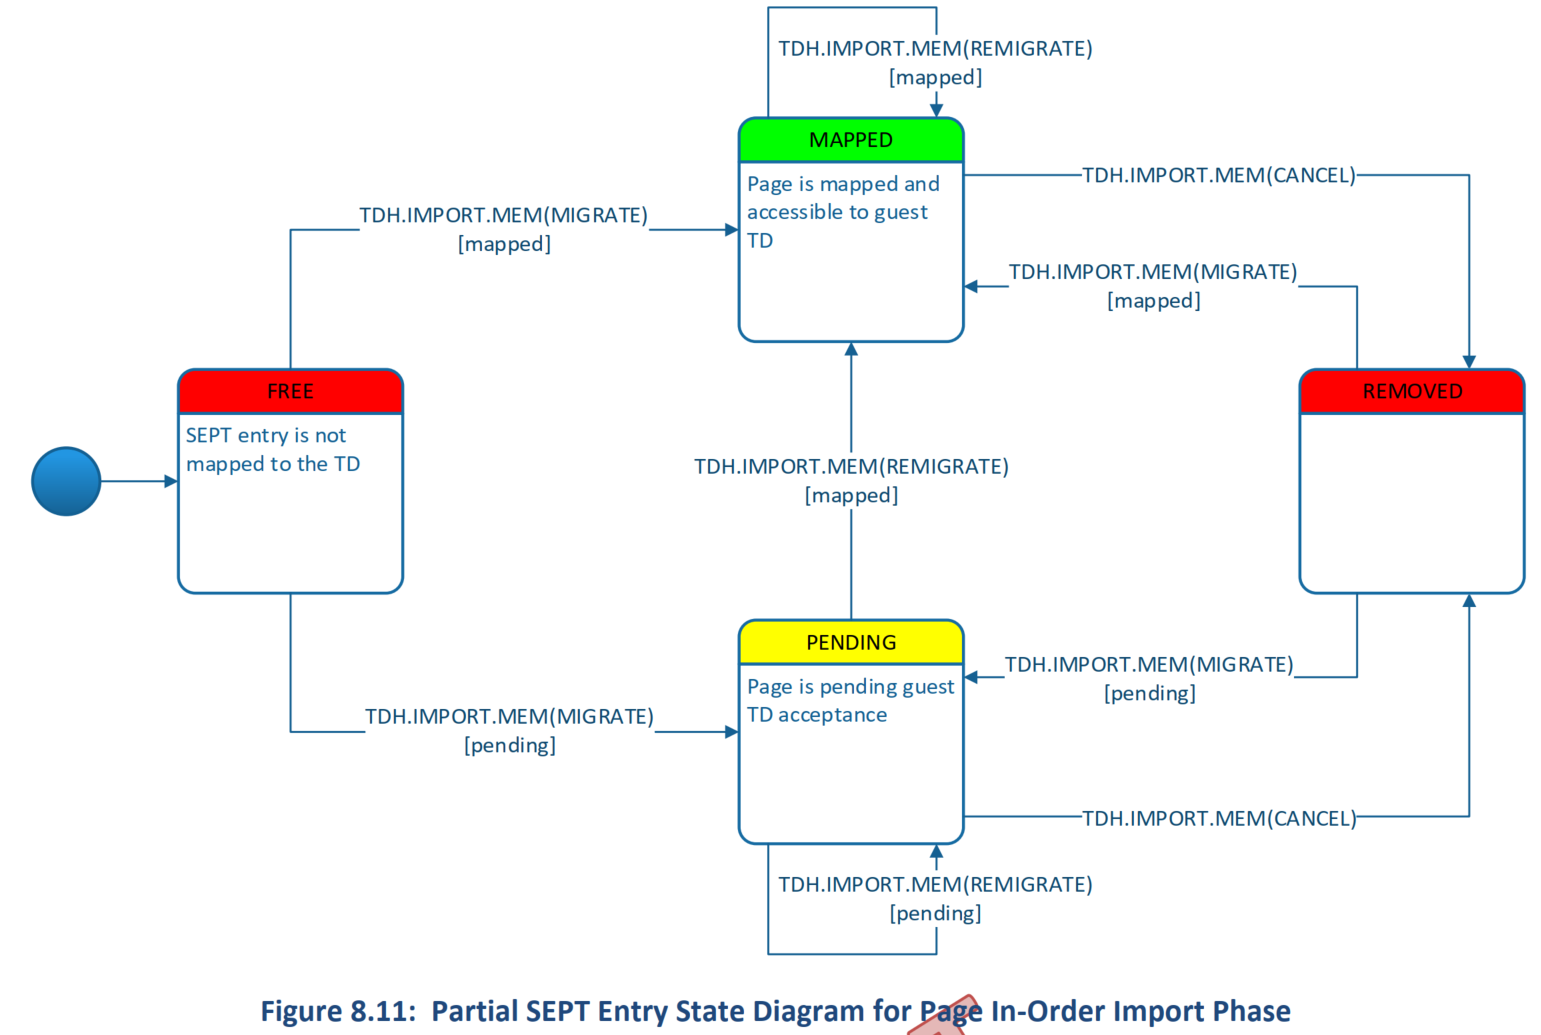 TDH.IMPORT.MEM(REMIGRATE)
[mapped]
MAPPED
Page is mapped and
accessible to guest
TD
TDH.IMPORT.MEM(CANCEL)
TDH.IMPORT.MEM(MIGRATE)
[mapped]
TDH.IMPORT.MEM(MIGRATE)
[mapped]
FREE
SEPT entry is not
mapped to the TD
REMOVED
TDH.IMPORT.MEM(REMIGRATE)
[mapped]
PENDING
Page is pending guest
TD acceptance
TDH.IMPORT.MEM(MIGRATE)
[pending]
TDH.IMPORT.MEM(MIGRATE)
[pending]
TDH.IMPORT.MEM(CANCEL)
TDH.IMPORT.MEM(REMIGRATE)
[pending]
Figure 8.11: Partial SEPT Entry State Diagram for Page In-Order Import Phase